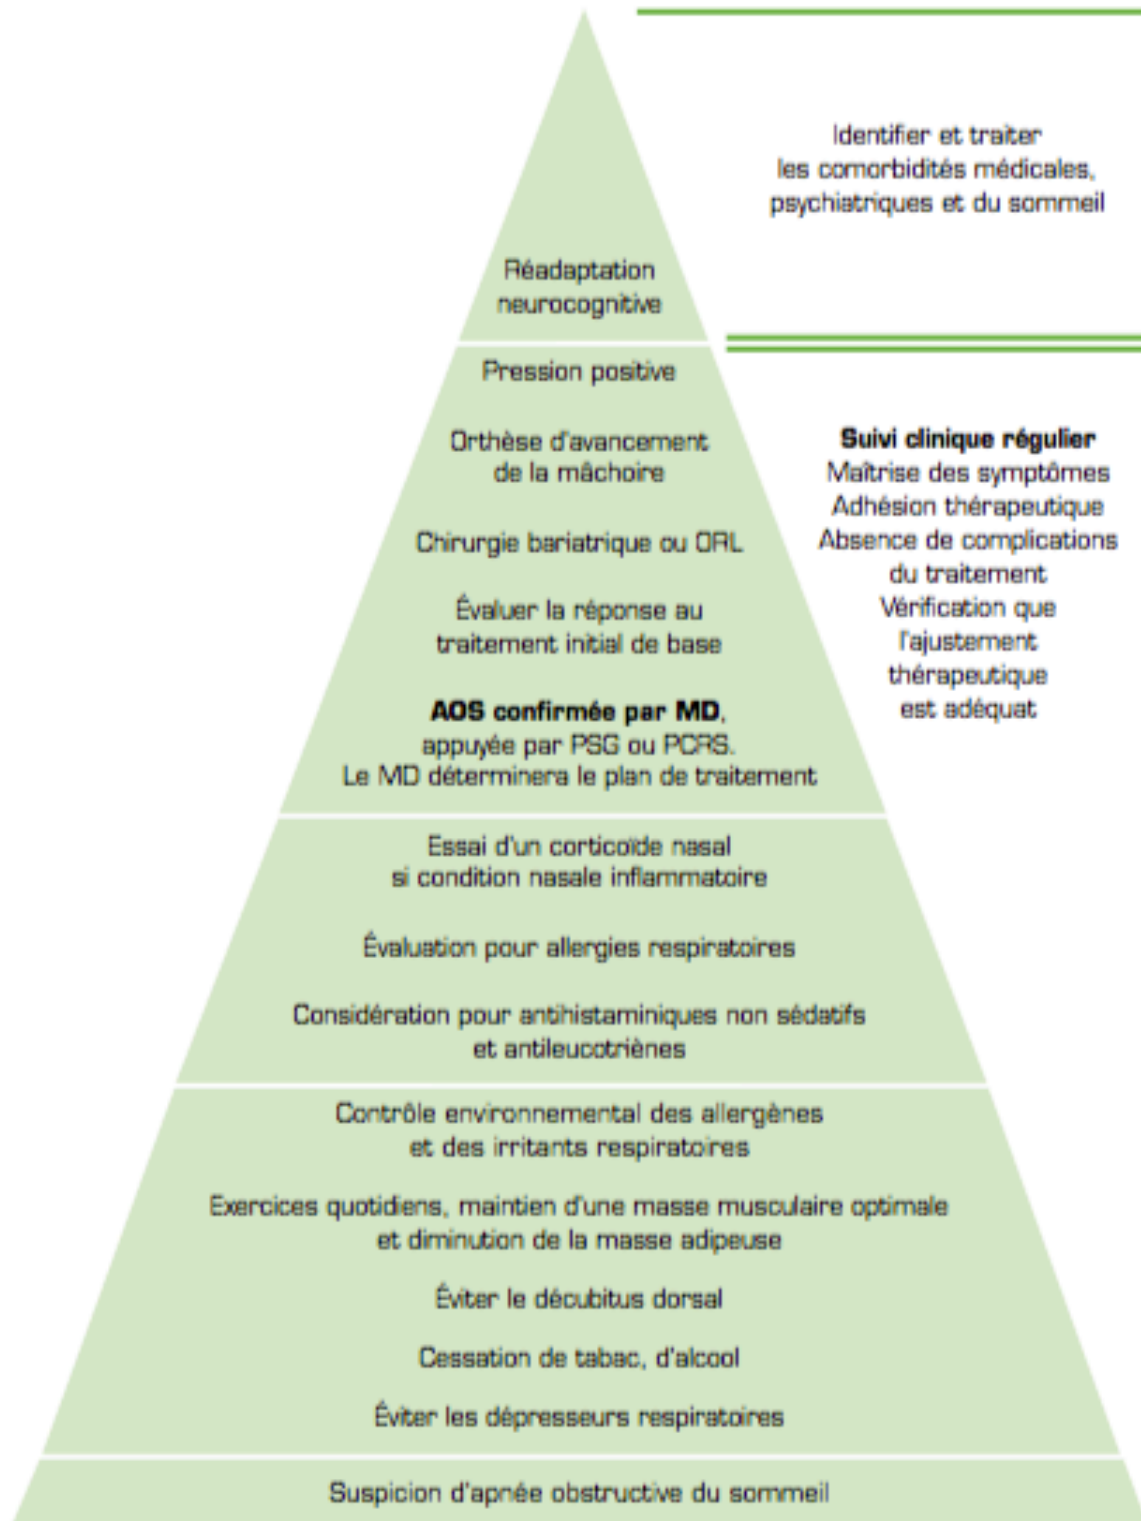 Identifier et traiter
les comorbidités médicales,
psychiatriques et du sommeil
Réadaptation
neurocognitive
Pression positive
Orthèse d'avancement
de la mâchoire
Chirurgie bariatrique ou ORL
Évaluer la réponse au
traitement initial de base
AOS confirmée par MD,
appuyée par PSG ou PCRS.
Le MD déterminera le plan de traitement
Suivi clinique régulier
Maîtrise des symptômes
Adhésion thérapeutique
Absence de complications
du traitement
Vérification que
l'ajustement
thérapeutique
est adéquat
Essai d'un corticoïde nasal
si condition nasale inflammatoire
Évaluation pour allergies respiratoires
Considération pour antihistaminiques non sédatifs
et antileucotriènes
Contrôle environnemental des allergènes
et des irritants respiratoires
Exercices quotidiens, maintien d'une masse musculaire optimale
et diminution de la masse adipeuse
Éviter le décubitus dorsal
Cessation de tabac, d'alcool
Éviter les dépresseurs respiratoires
Suspicion d'apnée obstructive du sommeil